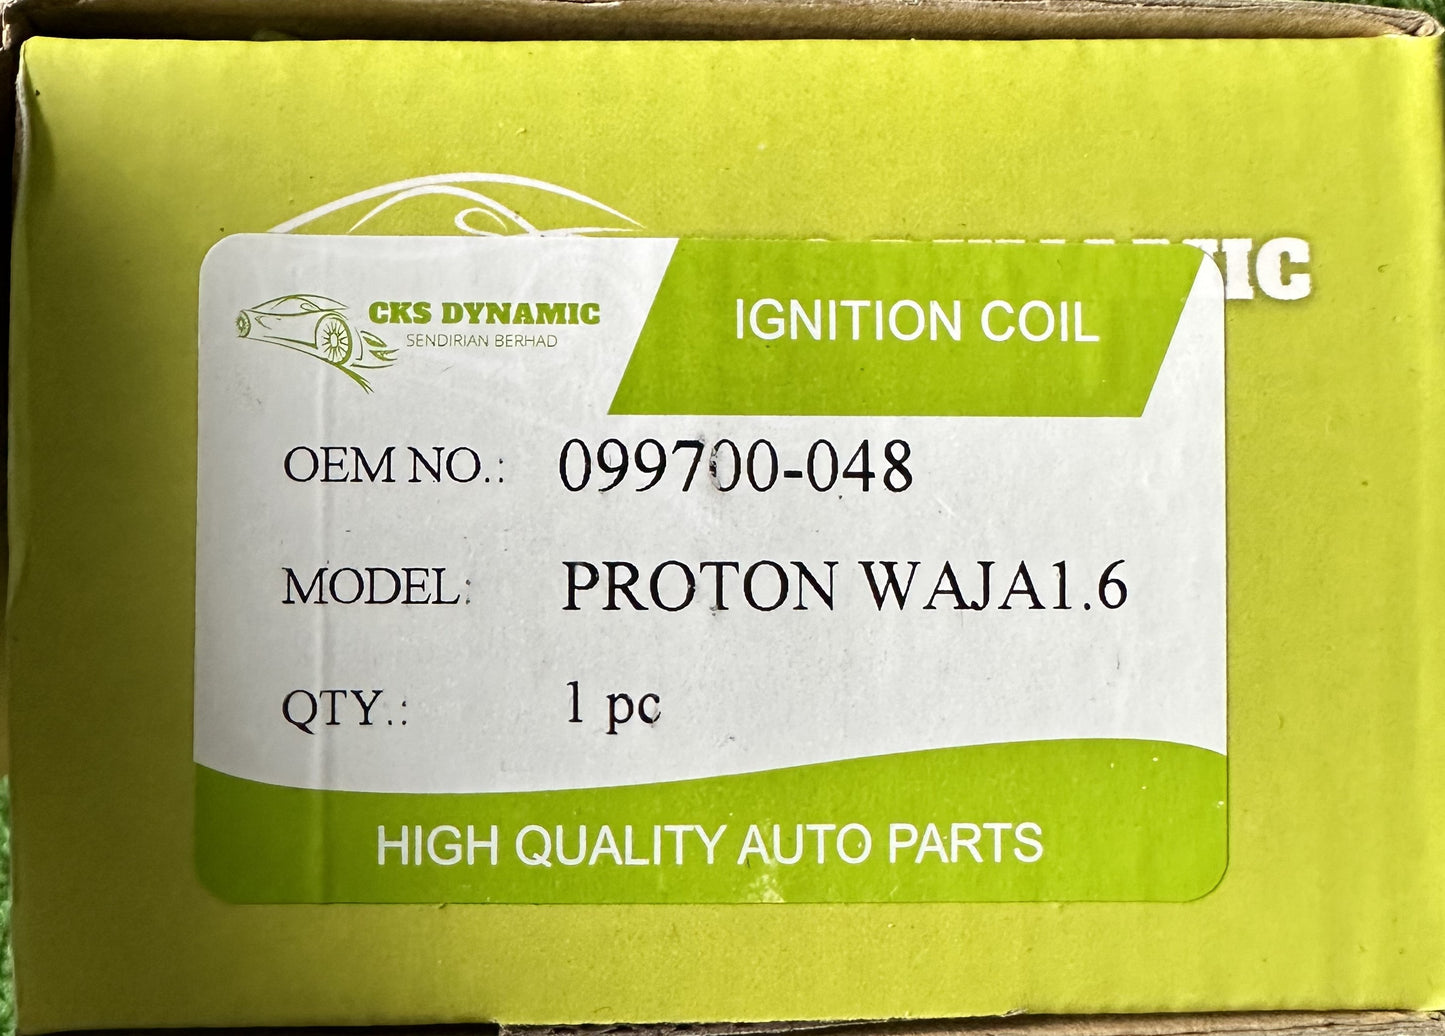 CKS DYNAMIC
SENDIRIAN BERHAD
IGNITION COIL
OEM NO.: 099700-048
MODEL: PROTON WAJA1.6
QTY.: 1 pc
HIGH QUALITY AUTO PARTS